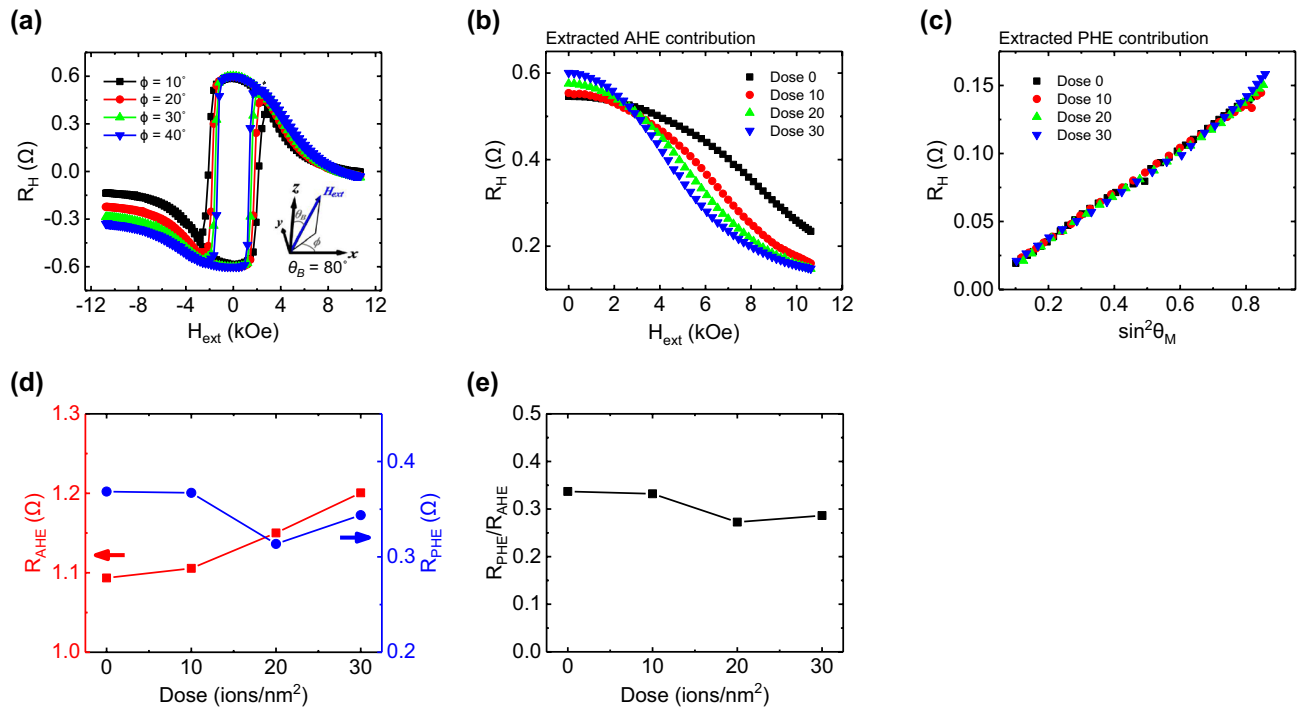 (a)
0.6
0.3
0.0
-0.3
-0.6
R_H (Ω)
ϕ = 10°
ϕ = 20°
ϕ = 30°
ϕ = 40°
z
H_ext
θ_B
y
ϕ
x
θ_B = 80°
-12 -8 -4 0 4 8 12
H_ext (kOe)
(b)
Extracted AHE contribution
0.6
0.4
0.2
R_H (Ω)
Dose 0
Dose 10
Dose 20
Dose 30
0 2 4 6 8 10 12
H_ext (kOe)
(c)
Extracted PHE contribution
0.15
0.10
0.05
0.00
R_H (Ω)
Dose 0
Dose 10
Dose 20
Dose 30
0.2 0.4 0.6 0.8
sin²θ_M
(d)
1.3
1.2
1.1
1.0
R_AHE (Ω)
0.4
0.3
0.2
R_PHE (Ω)
0 10 20 30
Dose (ions/nm²)
(e)
0.5
0.4
0.3
0.2
0.1
0.0
R_PHE/R_AHE
0 10 20 30
Dose (ions/nm²)